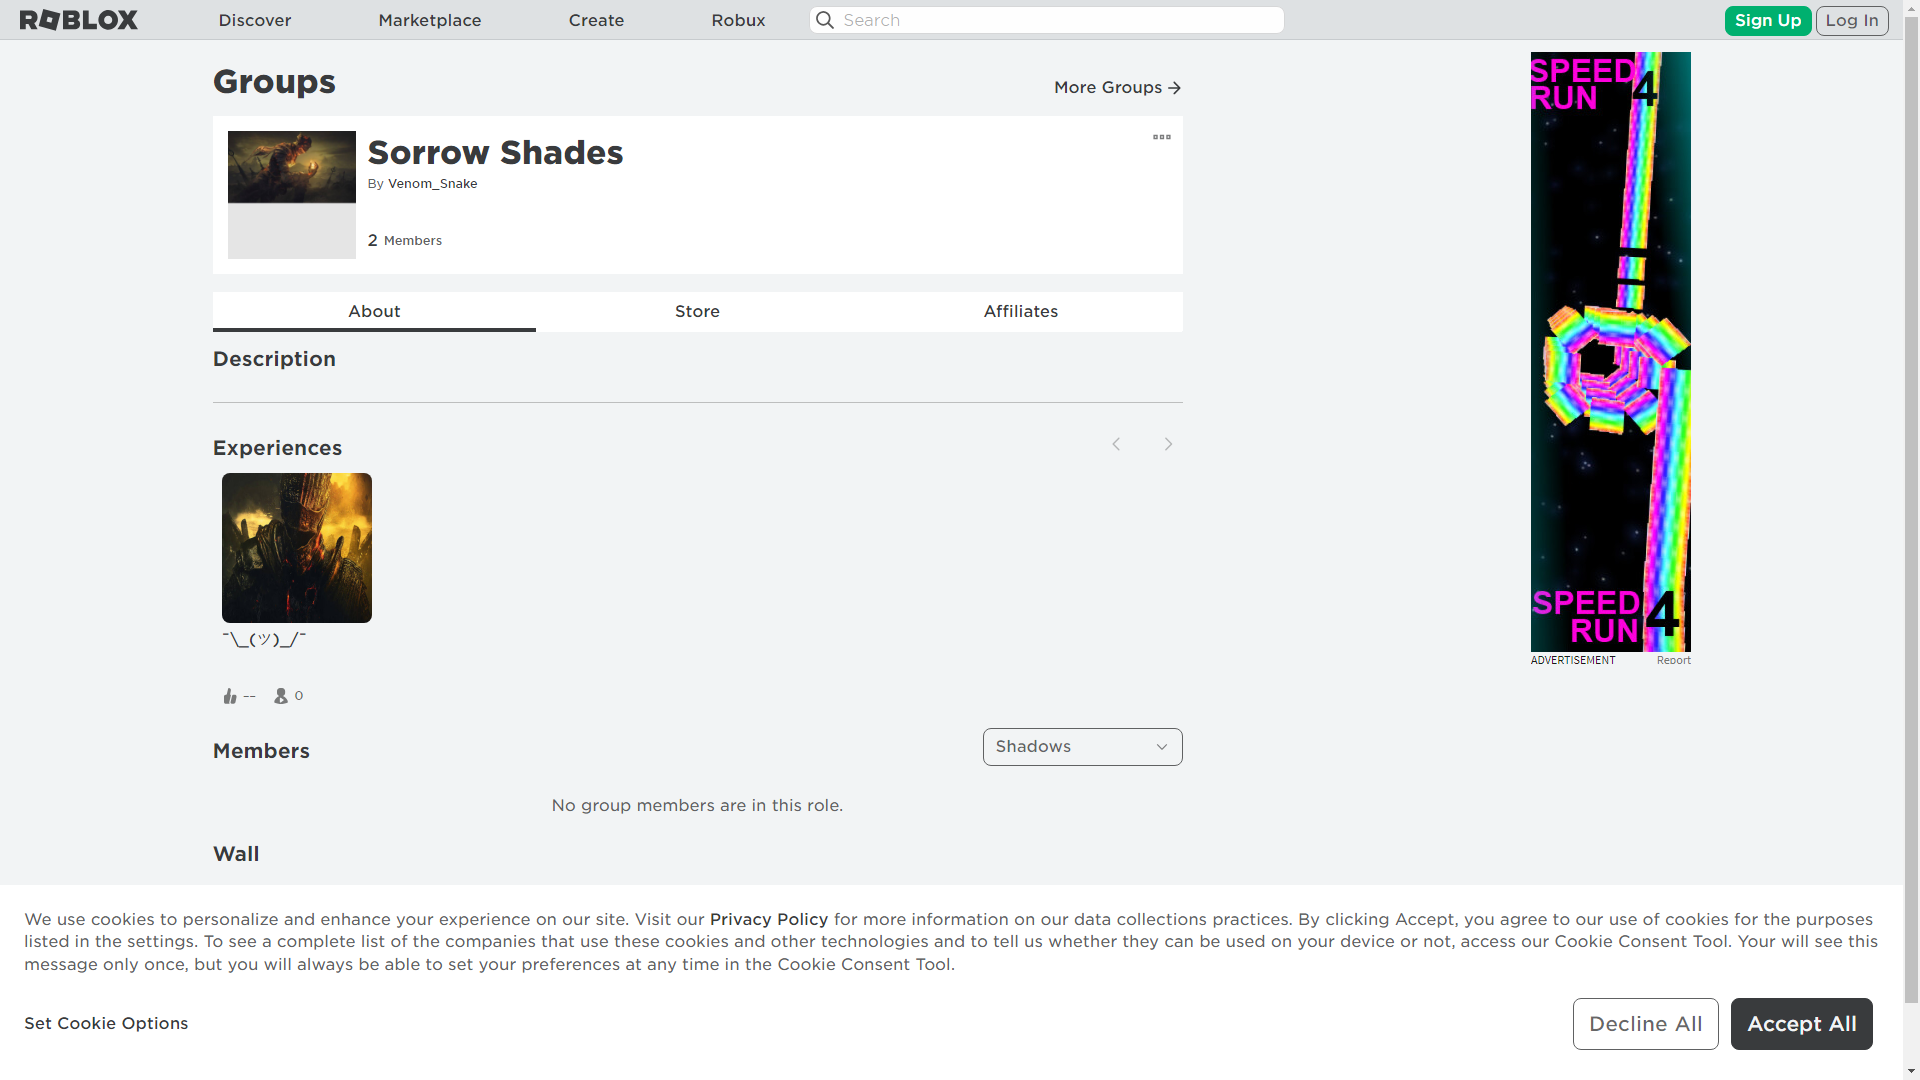 ROBLOX
Discover
Marketplace
Create
Robux
Search
Sign Up
Log In
Groups
More Groups
Sorrow Shades
By Venom_Snake
2 Members
About
Store
Affiliates
Description
Experiences
¯\_(ツ)_/¯
--
0
Members
Shadows
No group members are in this role.
Wall
SPEED
RUN 4
SPEED
RUN 4
ADVERTISEMENT
Report
We use cookies to personalize and enhance your experience on our site. Visit our Privacy Policy for more information on our data collections practices. By clicking Accept, you agree to our use of cookies for the purposes
listed in the settings. To see a complete list of the companies that use these cookies and other technologies and to tell us whether they can be used on your device or not, access our Cookie Consent Tool. Your will see this
message only once, but you will always be able to set your preferences at any time in the Cookie Consent Tool.
Set Cookie Options
Decline All
Accept All